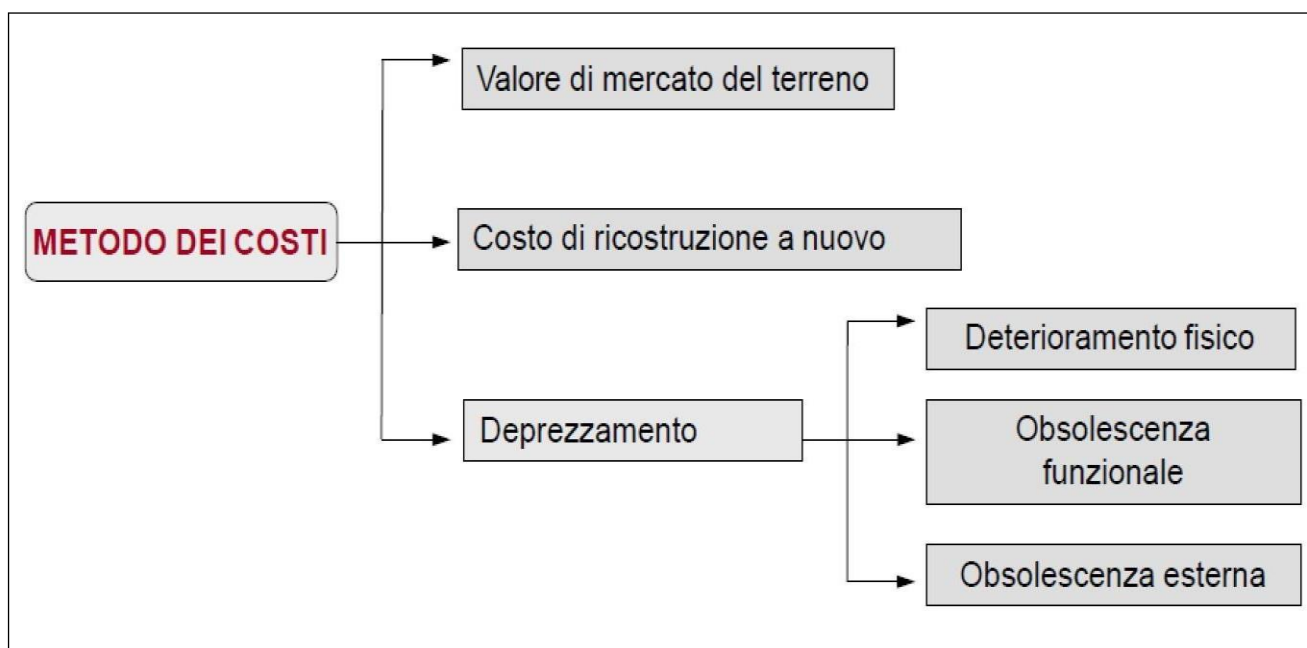 Valore di mercato del terreno
METODO DEI COSTI
Costo di ricostruzione a nuovo
Deprezzamento
Deterioramento fisico
Obsolescenza
funzionale
Obsolescenza esterna